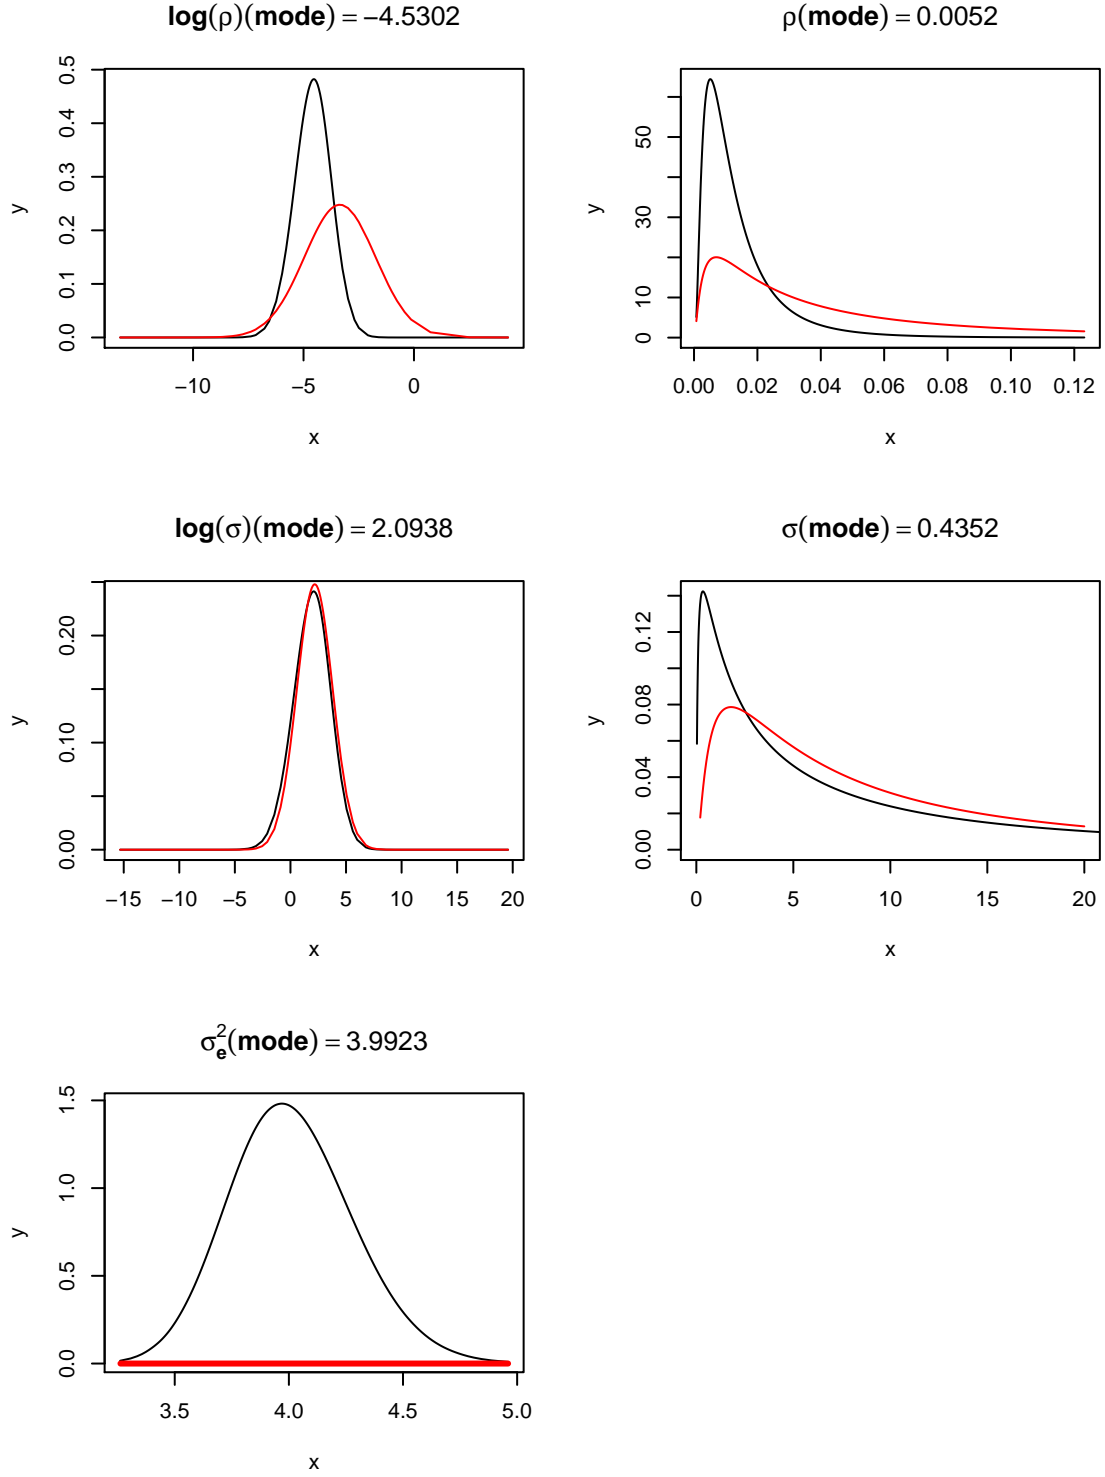 log(ρ)(mode) = −4.5302
0.0 0.1 0.2 0.3 0.4 0.5
y
−10 −5 0
x
ρ(mode) = 0.0052
0 10 30 50
y
0.00 0.02 0.04 0.06 0.08 0.10 0.12
x
log(σ)(mode) = 2.0938
0.00 0.10 0.20
y
−15 −10 −5 0 5 10 15 20
x
σ(mode) = 0.4352
0.00 0.04 0.08 0.12
y
0 5 10 15 20
x
σ²ₑ(mode) = 3.9923
0.0 0.5 1.0 1.5
y
3.5 4.0 4.5 5.0
x